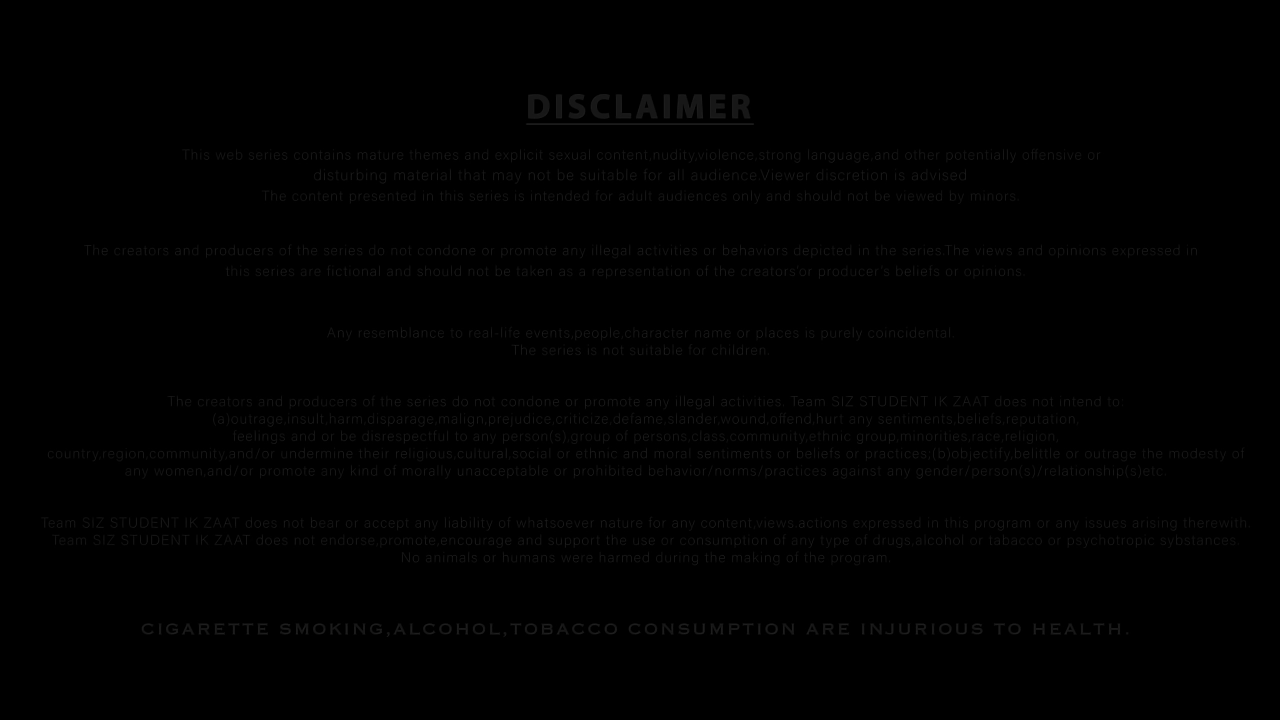 DISCLAIMER
This web series contains mature themes and explicit sexual content,nudity,violence,strong language,and other potentially offensive or
disturbing material that may not be suitable for all audience.Viewer discretion is advised
The content presented in this series is intended for adult audiences only and should not be viewed by minors.
The creators and producers of the series do not condone or promote any illegal activities or behaviors depicted in the series.The views and opinions expressed in
this series are fictional and should not be taken as a representation of the creators'or producer's beliefs or opinions.
Any resemblance to real-life events,people,character name or places is purely coincidental.
The series is not suitable for children.
The creators and producers of the series do not condone or promote any illegal activities. Team SIZ STUDENT IK ZAAT does not intend to:
(a)outrage,insult,harm,disparage,malign,prejudice,criticize,defame,slander,wound,offend,hurt any sentiments,beliefs,reputation,
feelings and or be disrespectful to any person(s),group of persons,class,community,ethnic group,minorities,race,religion,
country,region,community,and/or undermine their religious,cultural,social or ethnic and moral sentiments or beliefs or practices;(b)objectify,belittle or outrage the modesty of
any women,and/or promote any kind of morally unacceptable or prohibited behavior/norms/practices against any gender/person(s)/relationship(s)etc.
Team SIZ STUDENT IK ZAAT does not bear or accept any liability of whatsoever nature for any content,views,actions expressed in this program or any issues arising therewith.
Team SIZ STUDENT IK ZAAT does not endorse,promote,encourage and support the use or consumption of any type of drugs,alcohol or tabacco or psychotropic sybstances.
No animals or humans were harmed during the making of the program.
CIGARETTE SMOKING,ALCOHOL,TOBACCO CONSUMPTION ARE INJURIOUS TO HEALTH.